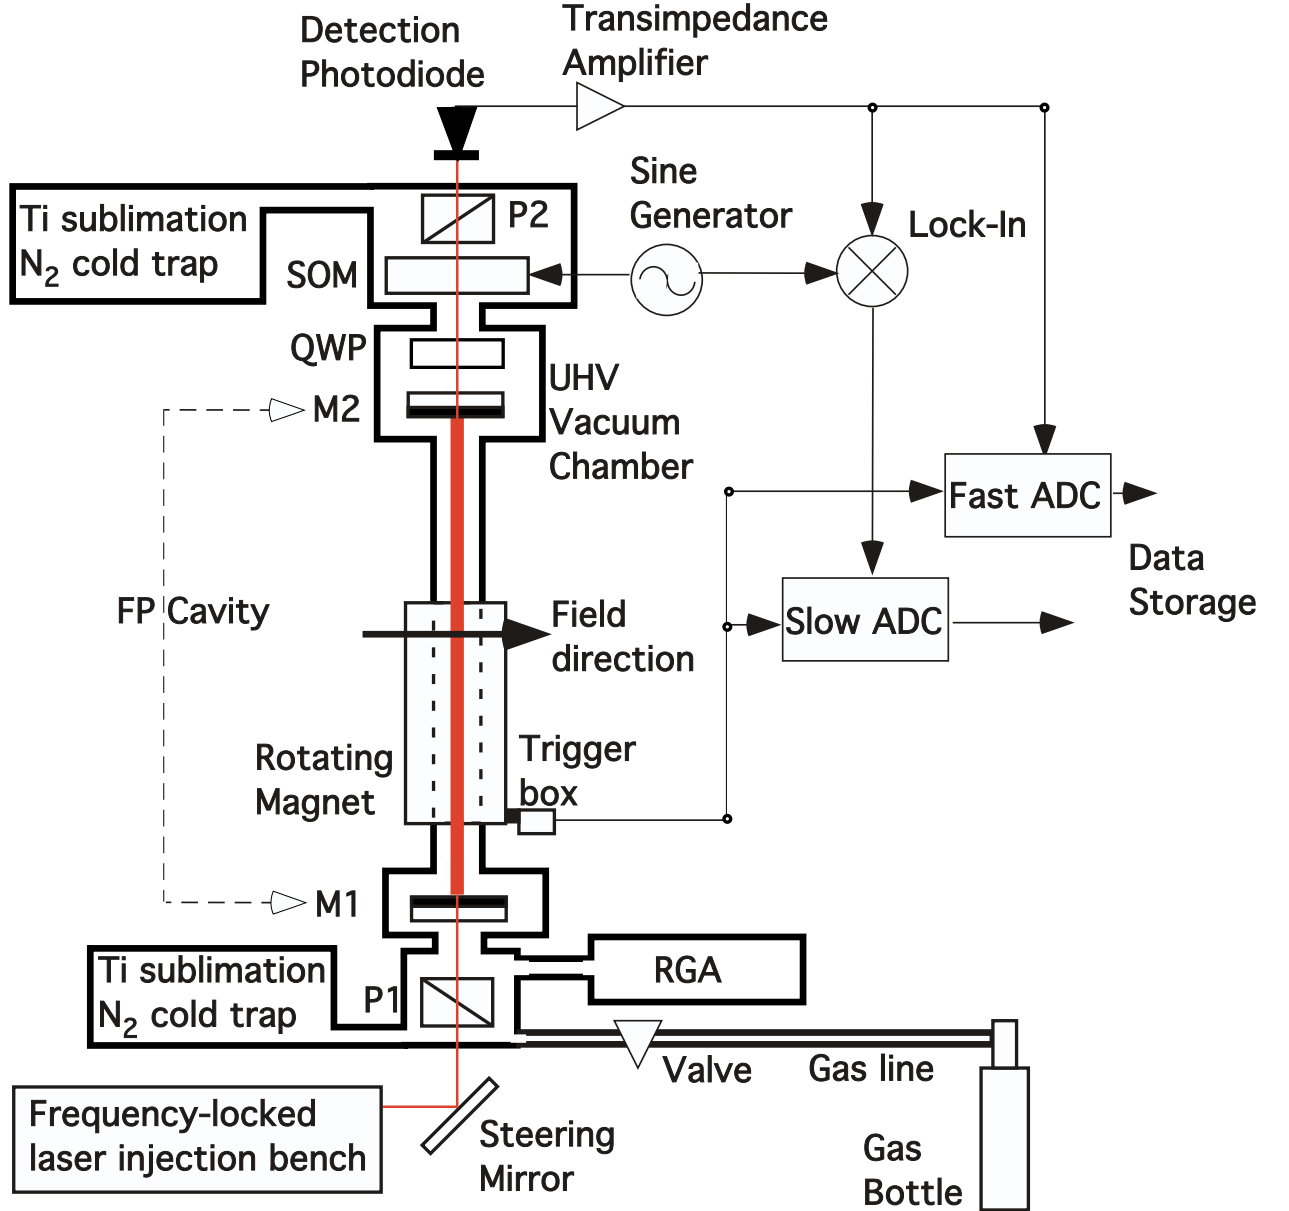 Detection
Photodiode
Transimpedance
Amplifier
Sine
Generator
Lock-In
Ti sublimation
N2 cold trap
P2
SOM
QWP
UHV
Vacuum
Chamber
M2
Fast ADC
Data
Storage
Slow ADC
FP Cavity
Field
direction
Rotating
Magnet
Trigger
box
M1
Ti sublimation
N2 cold trap
P1
RGA
Valve
Gas line
Frequency-locked
laser injection bench
Steering
Mirror
Gas
Bottle